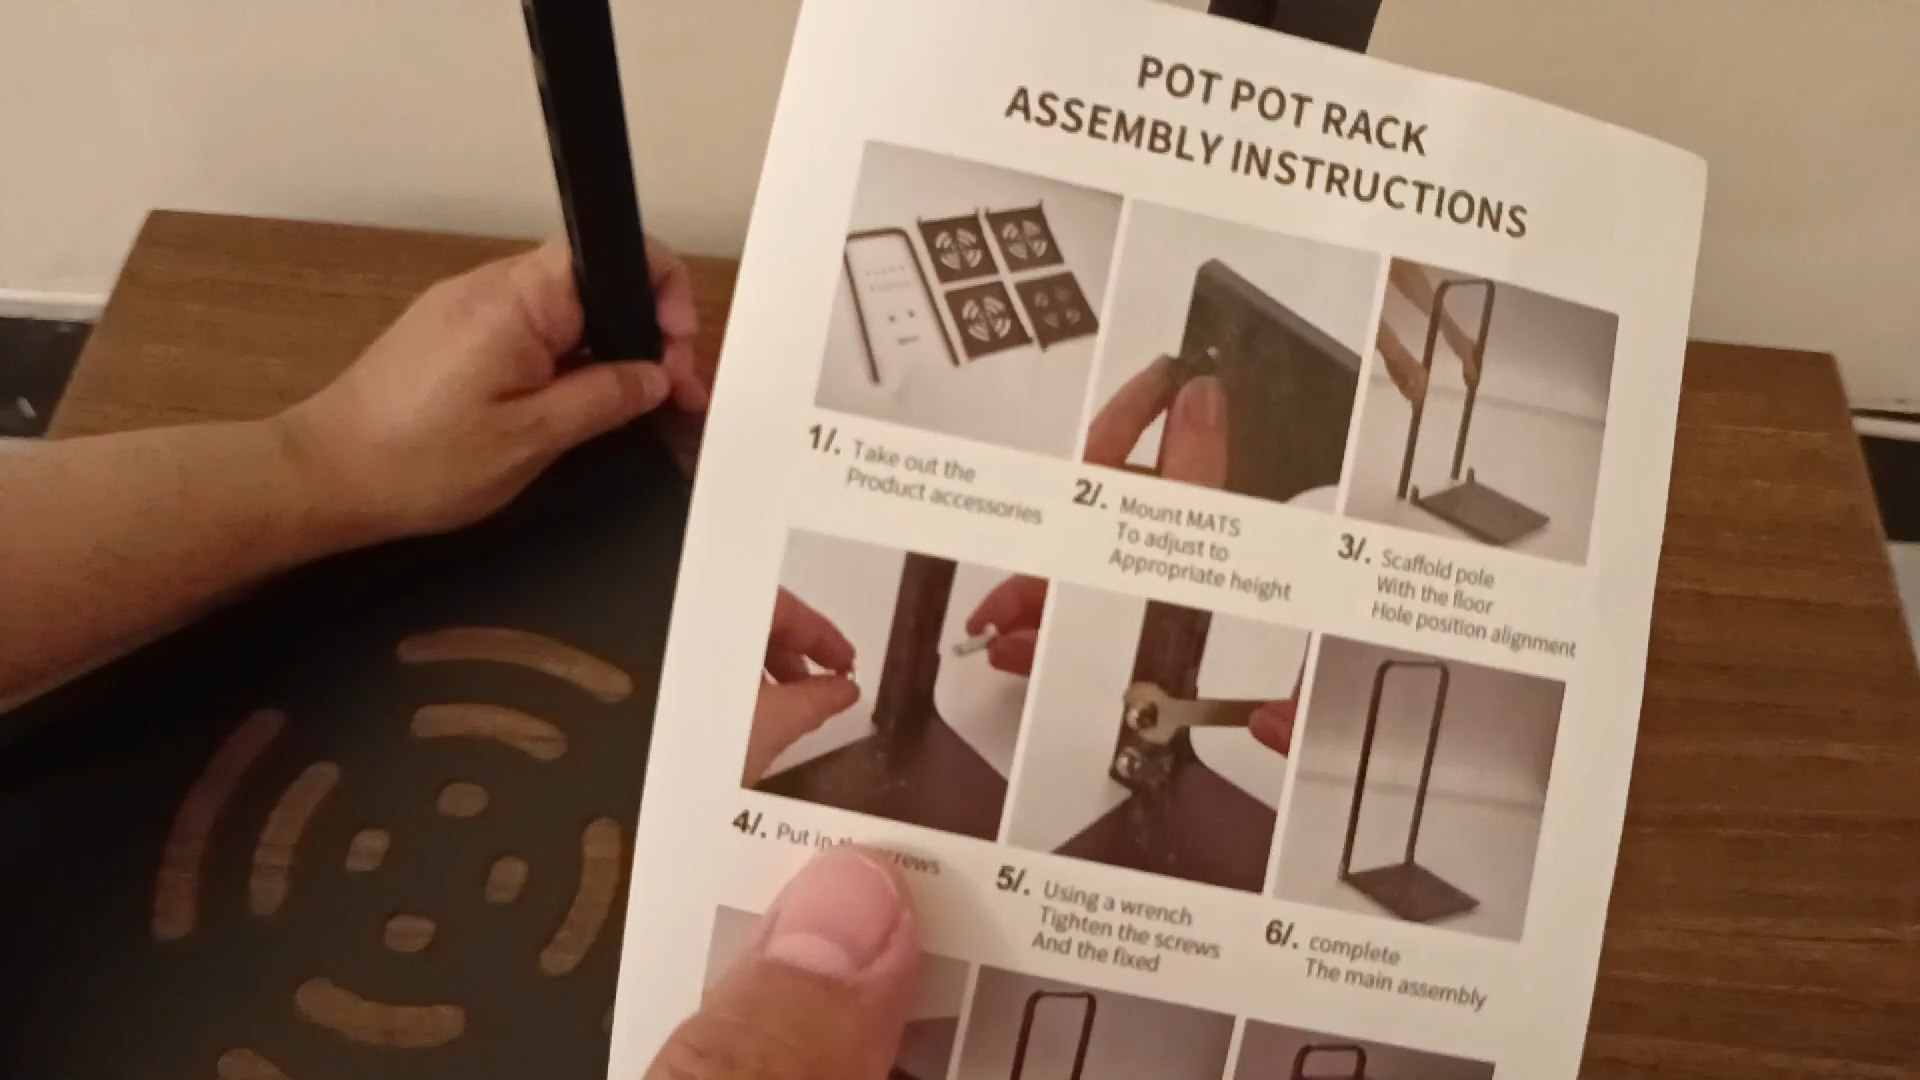 POT POT RACK
ASSEMBLY INSTRUCTIONS
1/. Take out the
Product accessories
2/. Mount MATS
To adjust to
Appropriate height
3/. Scaffold pole
With the floor
Hole position alignment
4/. Put in screws
5/. Using a wrench
Tighten the screws
And the fixed
6/. complete
The main assembly